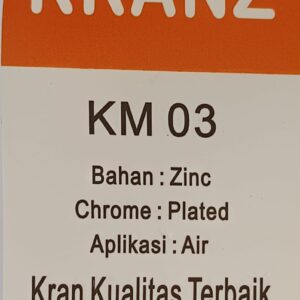 KRANZ
KM 03
Bahan : Zinc
Chrome : Plated
Aplikasi : Air
Kran Kualitas Terbaik